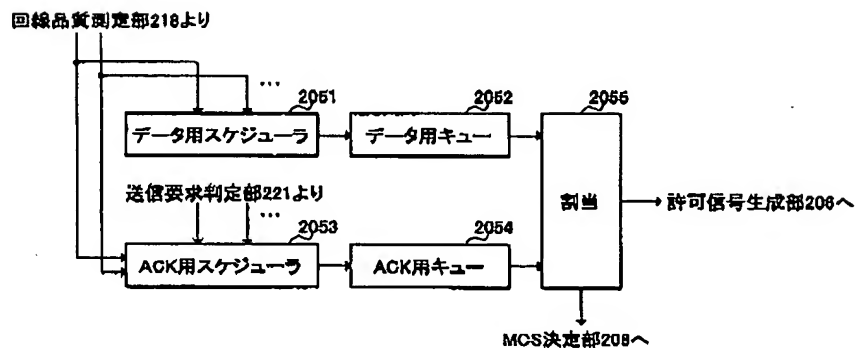 回線品質測定部218より
…
2051
データ用スケジューラ
2052
データ用キュー
2055
割当
送信要求判定部221より
…
2053
ACK用スケジューラ
2054
ACK用キュー
許可信号生成部206へ
MCS決定部208へ